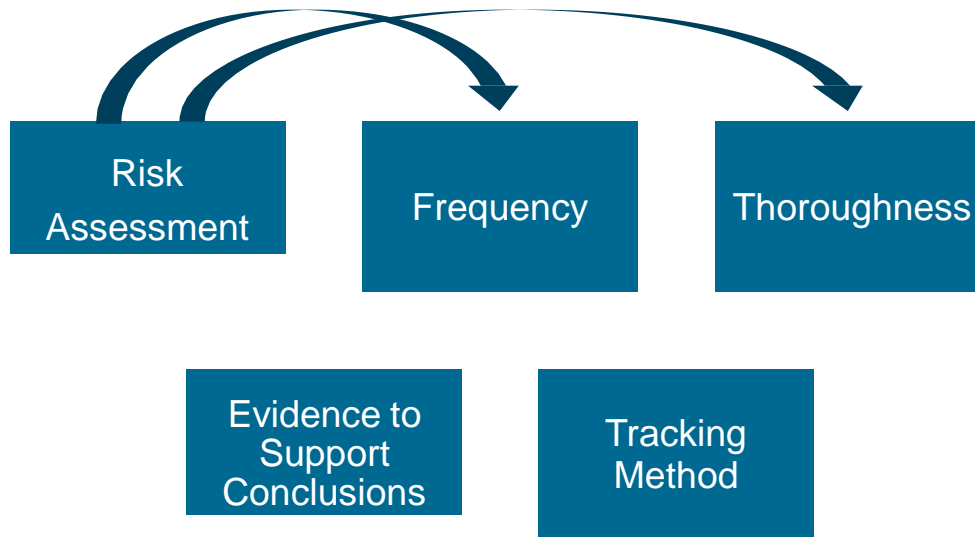 Risk
Assessment
Frequency
Thoroughness
Evidence to
Support
Conclusions
Tracking
Method